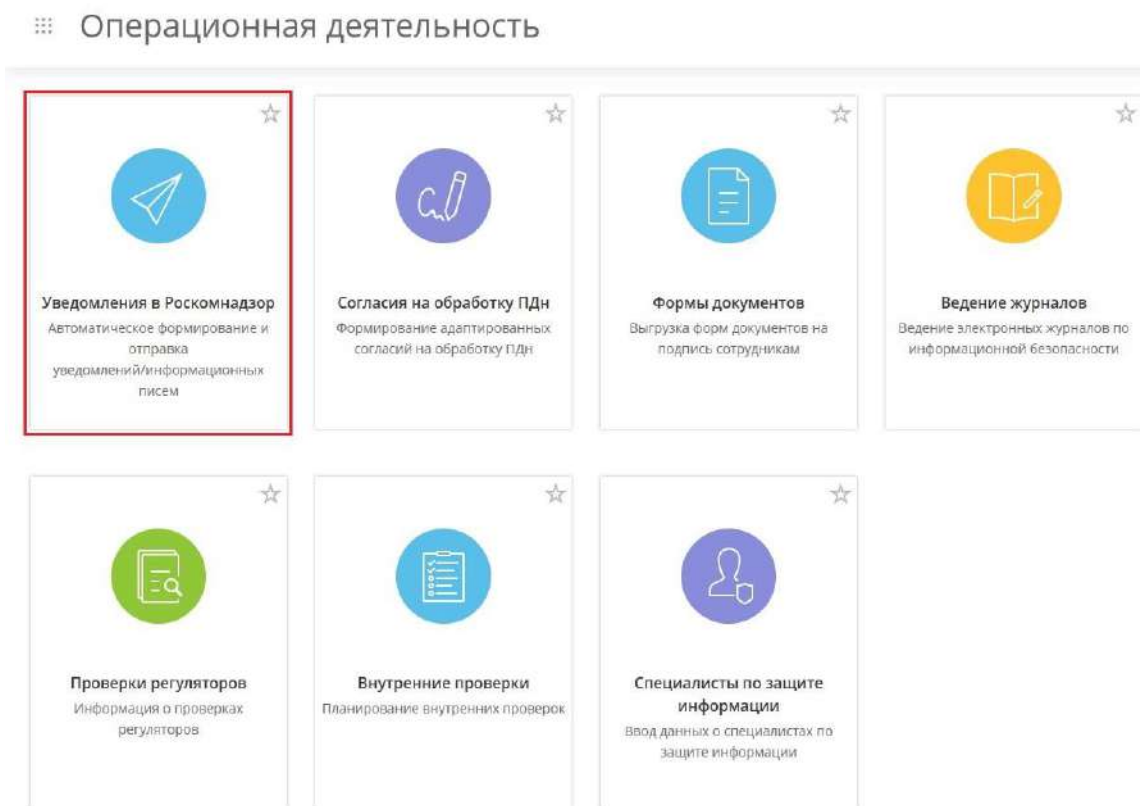 Операционная деятельность
Уведомления в Роскомнадзор
Автоматическое формирование и
отправка
уведомлений/информационных
писем
Согласия на обработку ПДн
Формирование адаптированных
согласий на обработку ПДн
Формы документов
Выгрузка форм документов на
подпись сотрудникам
Ведение журналов
Ведение электронных журналов по
информационной безопасности
Проверки регуляторов
Информация о проверках
регуляторов
Внутренние проверки
Планирование внутренних проверок
Специалисты по защите
информации
Ввод данных о специалистах по
защите информации